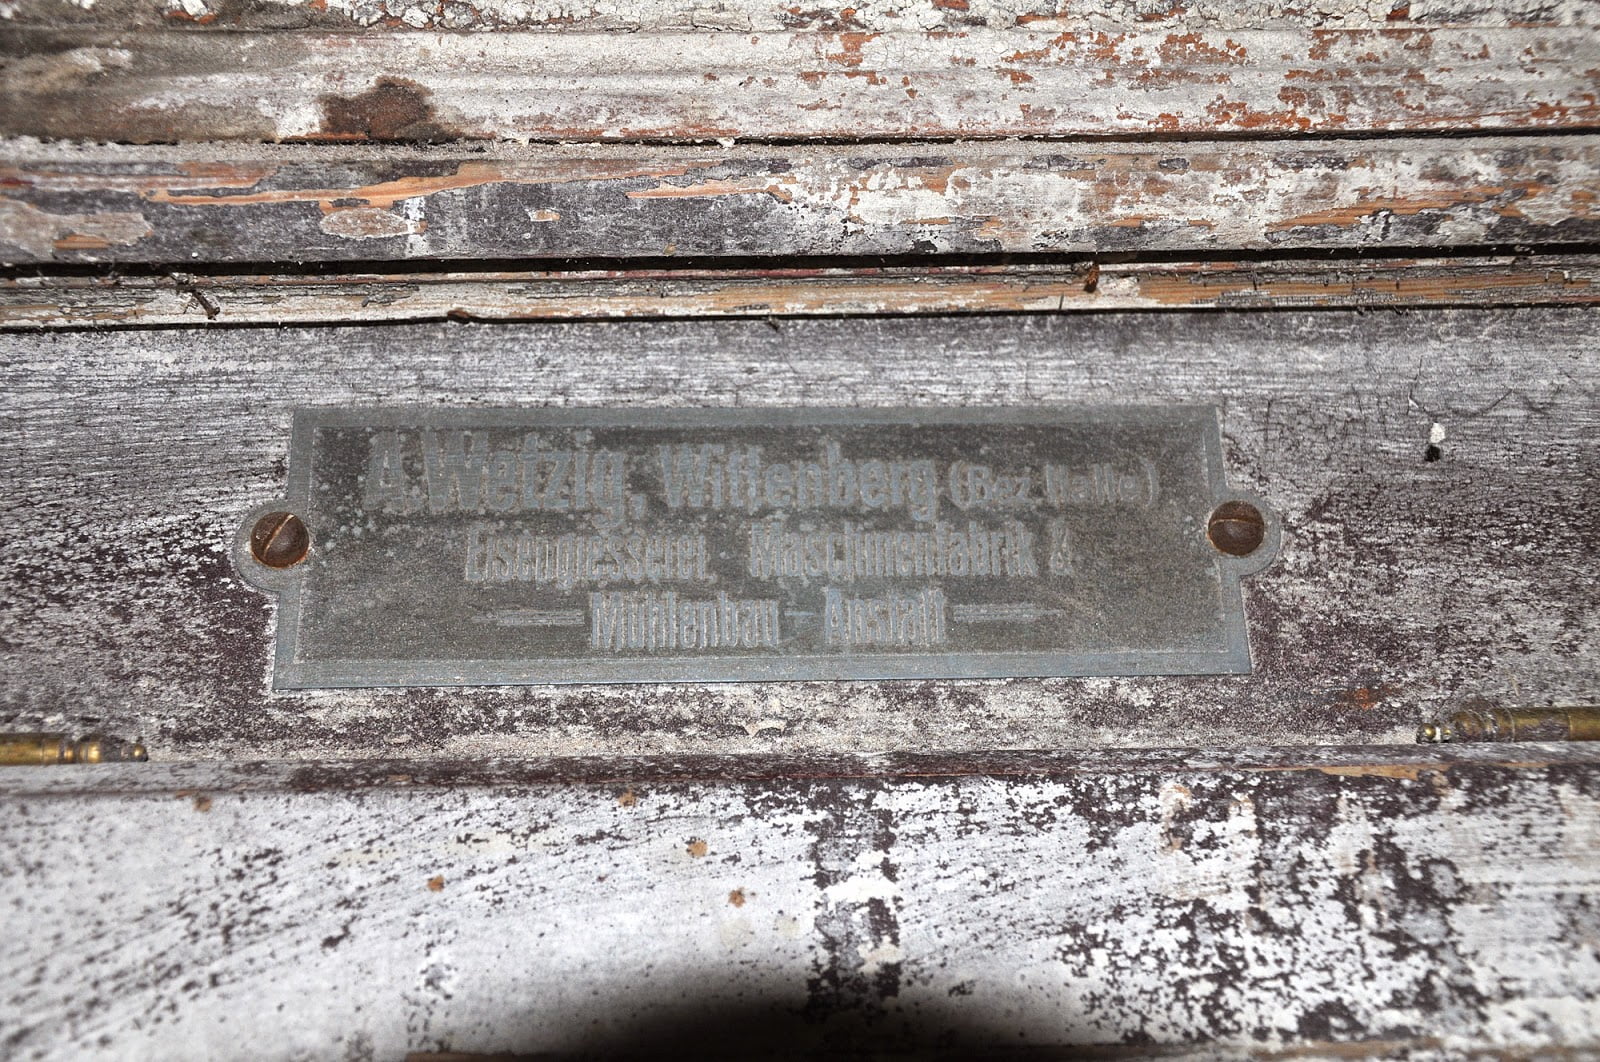 A. Wetzig, Wittenberg (Bez. Halle)
Eisengiesserei, Maschinenfabrik &
Mühlenbau-Anstalt